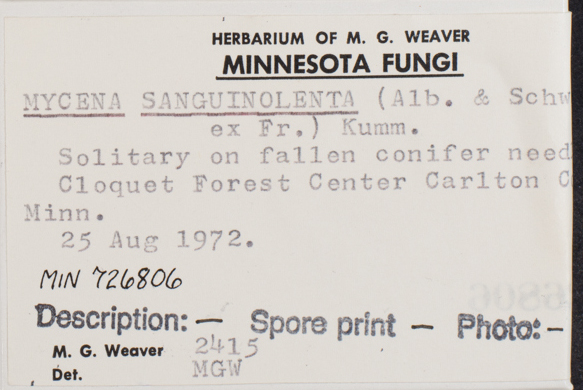 HERBARIUM OF M. G. WEAVER
MINNESOTA FUNGI
MYCENA SANGUINOLENTA (Alb. & Schw
ex Fr.) Kumm.
Solitary on fallen conifer need
Cloquet Forest Center Carlton C
Minn.
25 Aug 1972.
MIN 726806
Description: — Spore print — Photo: -
M. G. Weaver 2415
Det. MGW